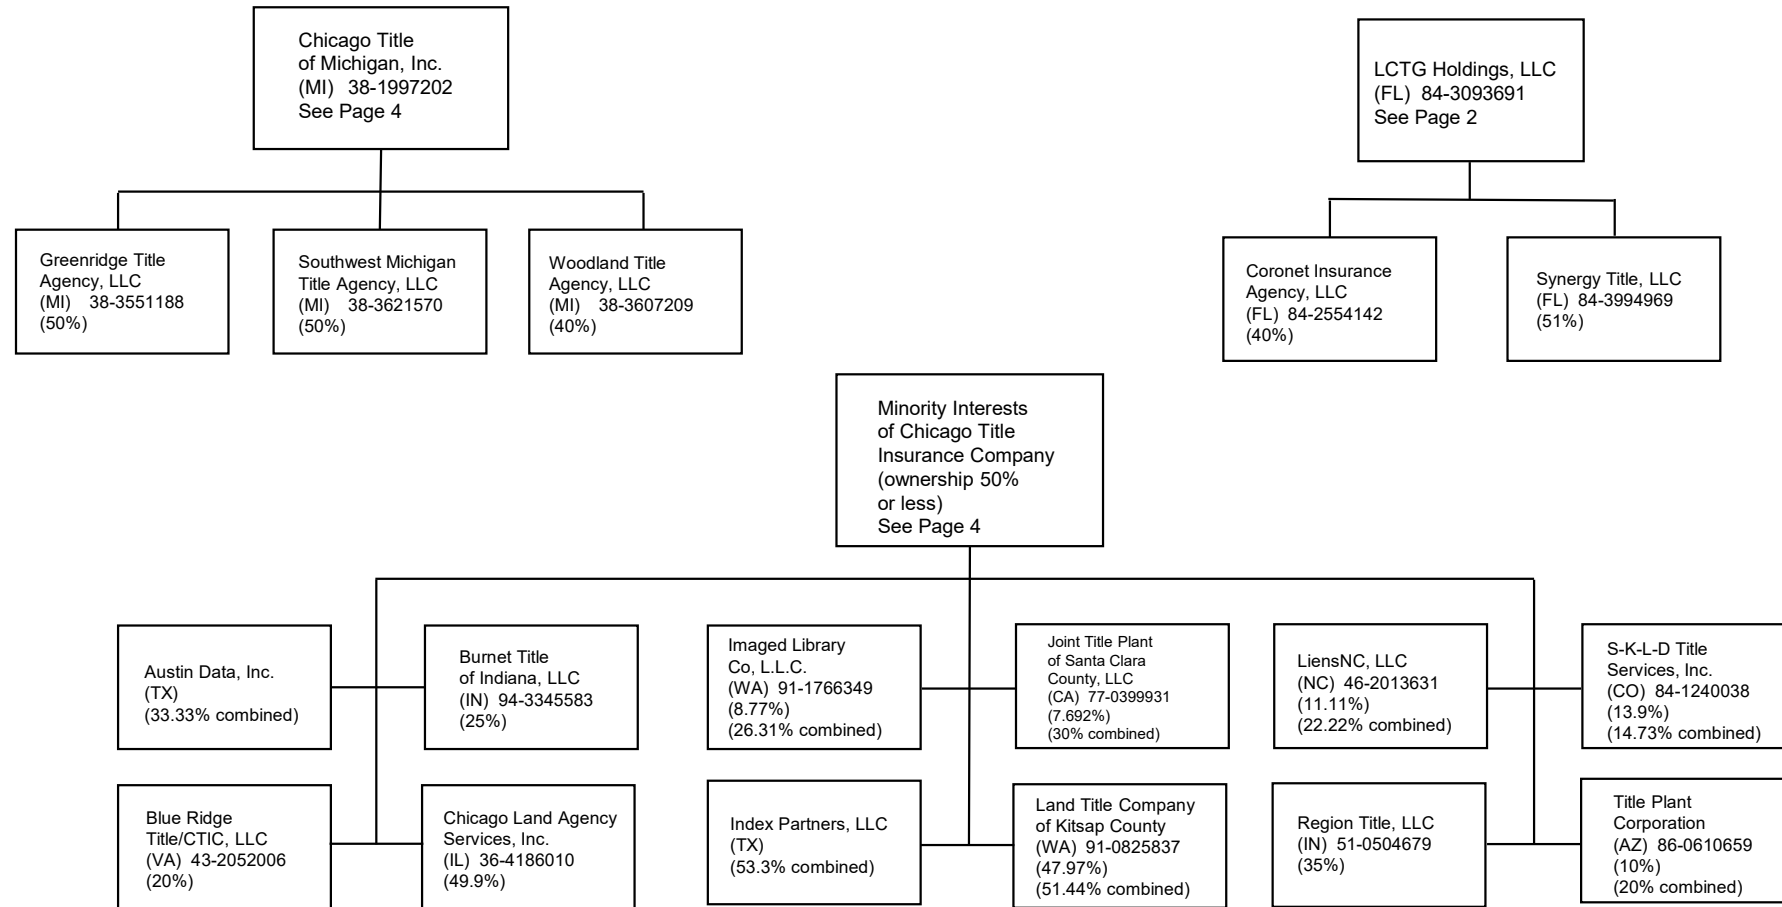 Chicago Title
of Michigan, Inc.
(MI) 38-1997202
See Page 4
LCTG Holdings, LLC
(FL) 84-3093691
See Page 2
Greenridge Title
Agency, LLC
(MI) 38-3551188
(50%)
Southwest Michigan
Title Agency, LLC
(MI) 38-3621570
(50%)
Woodland Title
Agency, LLC
(MI) 38-3607209
(40%)
Coronet Insurance
Agency, LLC
(FL) 84-2554142
(40%)
Synergy Title, LLC
(FL) 84-3994969
(51%)
Minority Interests
of Chicago Title
Insurance Company
(ownership 50%
or less)
See Page 4
Austin Data, Inc.
(TX)
(33.33% combined)
Burnet Title
of Indiana, LLC
(IN) 94-3345583
(25%)
Imaged Library
Co, L.L.C.
(WA) 91-1766349
(8.77%)
(26.31% combined)
Joint Title Plant
of Santa Clara
County, LLC
(CA) 77-0399931
(7.692%)
(30% combined)
LiensNC, LLC
(NC) 46-2013631
(11.11%)
(22.22% combined)
S-K-L-D Title
Services, Inc.
(CO) 84-1240038
(13.9%)
(14.73% combined)
Blue Ridge
Title/CTIC, LLC
(VA) 43-2052006
(20%)
Chicago Land Agency
Services, Inc.
(IL) 36-4186010
(49.9%)
Index Partners, LLC
(TX)
(53.3% combined)
Land Title Company
of Kitsap County
(WA) 91-0825837
(47.97%)
(51.44% combined)
Region Title, LLC
(IN) 51-0504679
(35%)
Title Plant
Corporation
(AZ) 86-0610659
(10%)
(20% combined)